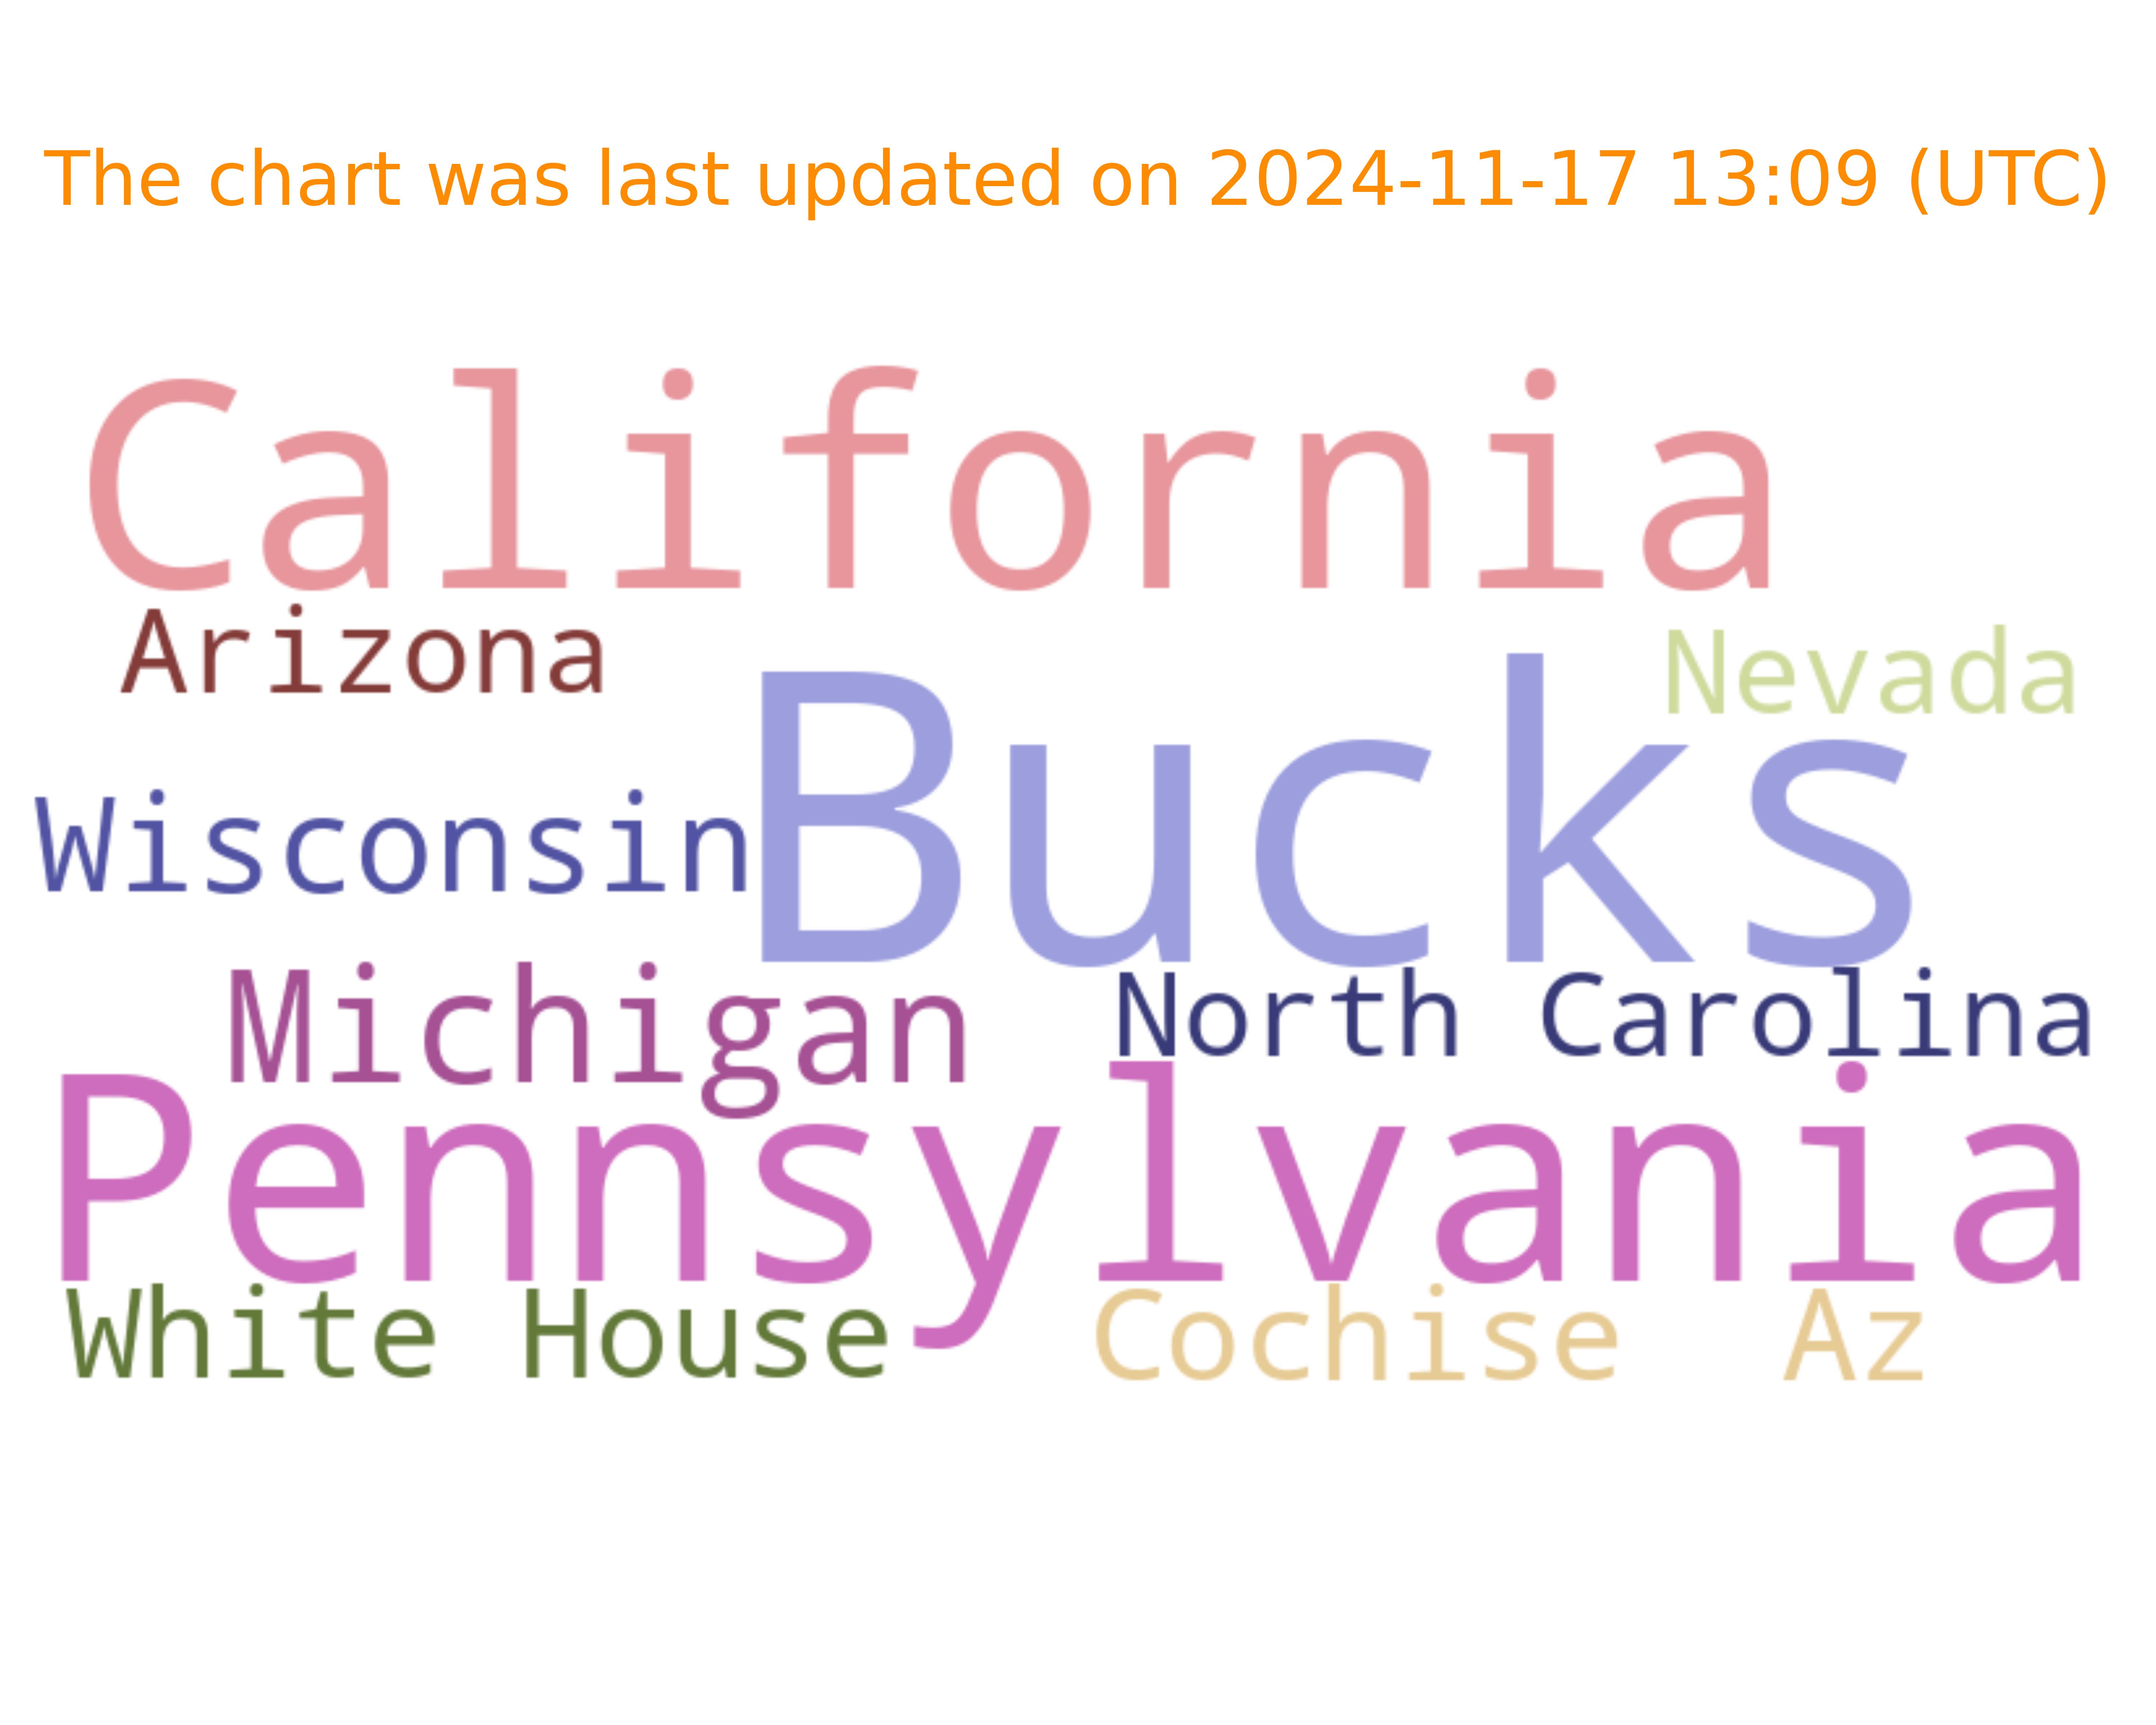 The chart was last updated on 2024-11-17 13:09 (UTC)
California
Arizona
Nevada
Bucks
Wisconsin
Michigan
North Carolina
Pennsylvania
White House
Cochise Az